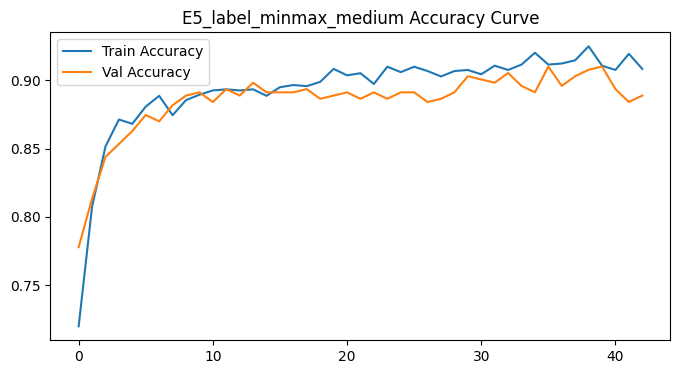 E5_label_minmax_medium Accuracy Curve
Train Accuracy
Val Accuracy
0.90
0.85
0.80
0.75
0 10 20 30 40